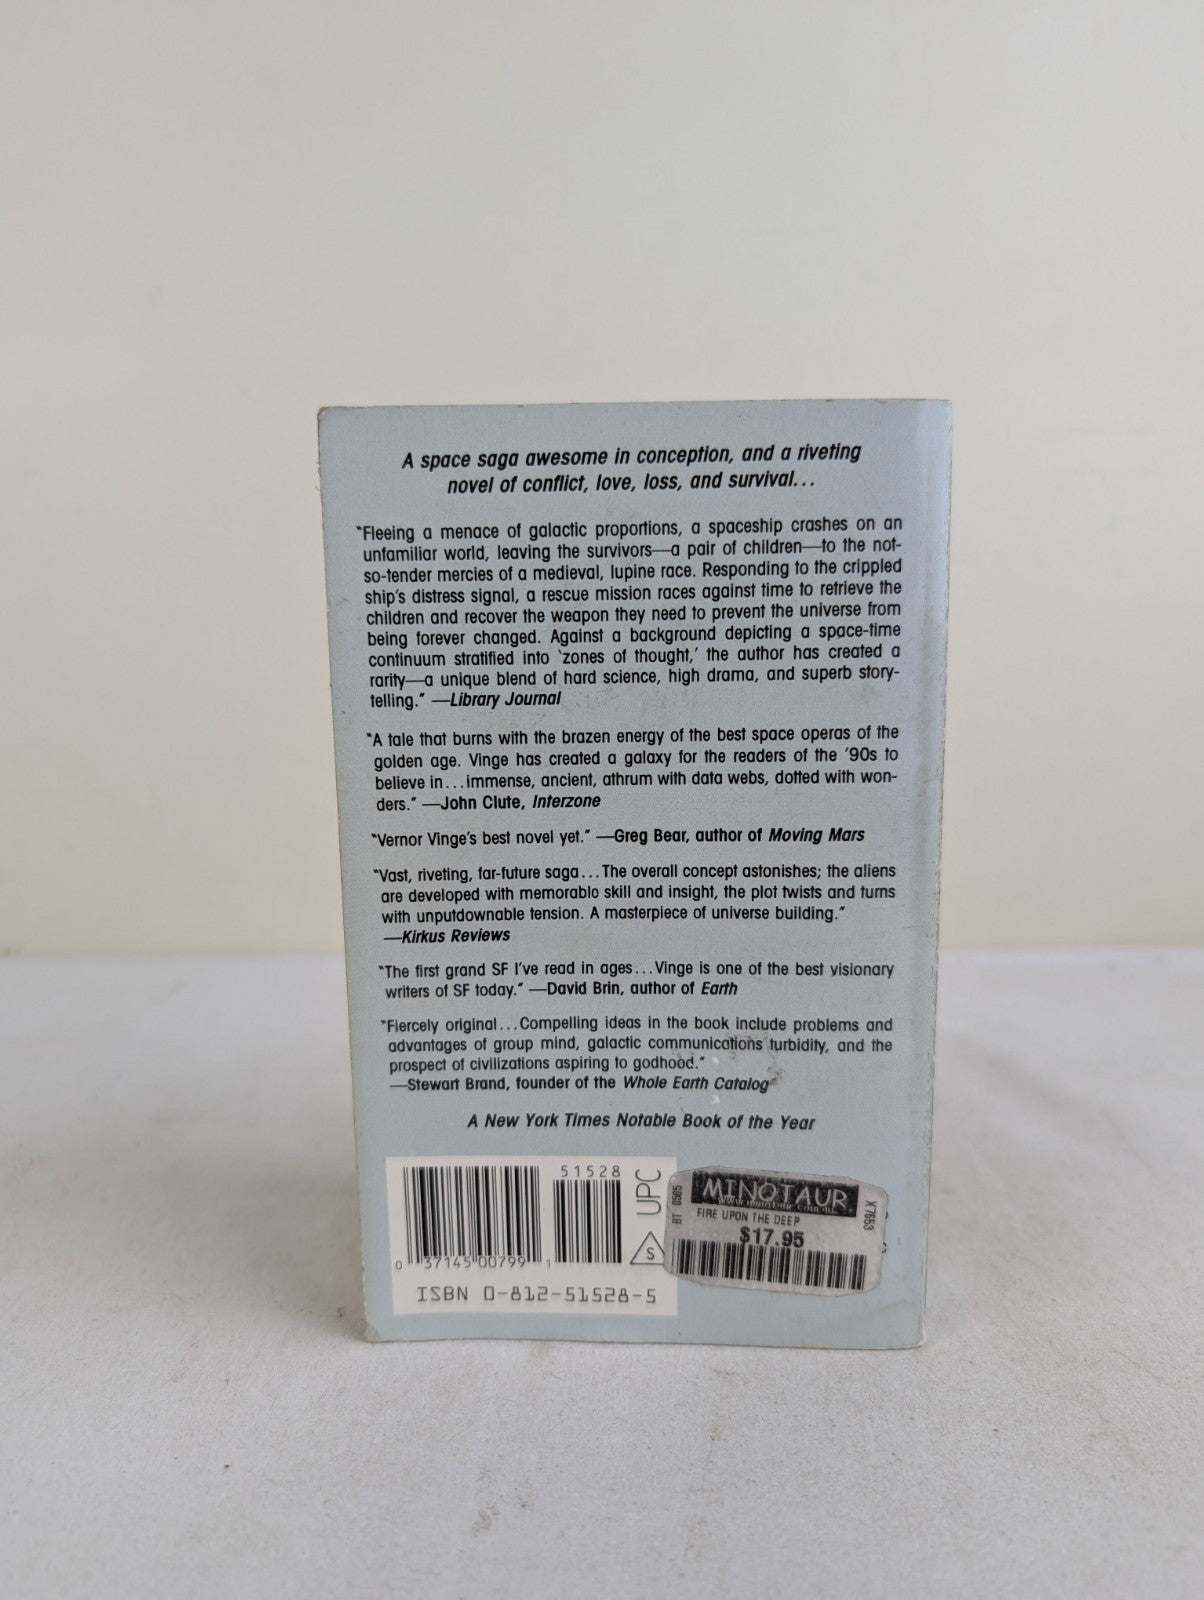 A space saga awesome in conception, and a riveting
novel of conflict, love, loss, and survival...
"Fleeing a menace of galactic proportions, a spaceship crashes on an
unfamiliar world, leaving the survivors—a pair of children—to the not-
so-tender mercies of a medieval, lupine race. Responding to the crippled
ship's distress signal, a rescue mission races against time to retrieve the
children and recover the weapon they need to prevent the universe from
being forever changed. Against a background depicting a space-time
continuum stratified into 'zones of thought,' the author has created a
rarity—a unique blend of hard science, high drama, and superb story-
telling." —Library Journal
"A tale that burns with the brazen energy of the best space operas of the
golden age. Vinge has created a galaxy for the readers of the '90s to
believe in...immense, ancient, athrum with data webs, dotted with won-
ders." —John Clute, Interzone
"Vernor Vinge's best novel yet." —Greg Bear, author of Moving Mars
"Vast, riveting, far-future saga...The overall concept astonishes; the aliens
are developed with memorable skill and insight, the plot twists and turns
with unputdownable tension. A masterpiece of universe building."
—Kirkus Reviews
"The first grand SF I've read in ages...Vinge is one of the best visionary
writers of SF today." —David Brin, author of Earth
"Fiercely original...Compelling ideas in the book include problems and
advantages of group mind, galactic communications turbidity, and the
prospect of civilizations aspiring to godhood."
—Stewart Brand, founder of the Whole Earth Catalog
A New York Times Notable Book of the Year
51528
UPC
S
0 37145 00799 1
ISBN 0-812-51528-5
MINOTAUR
BT 0505
X7653
FIRE UPON THE DEEP
$17.95